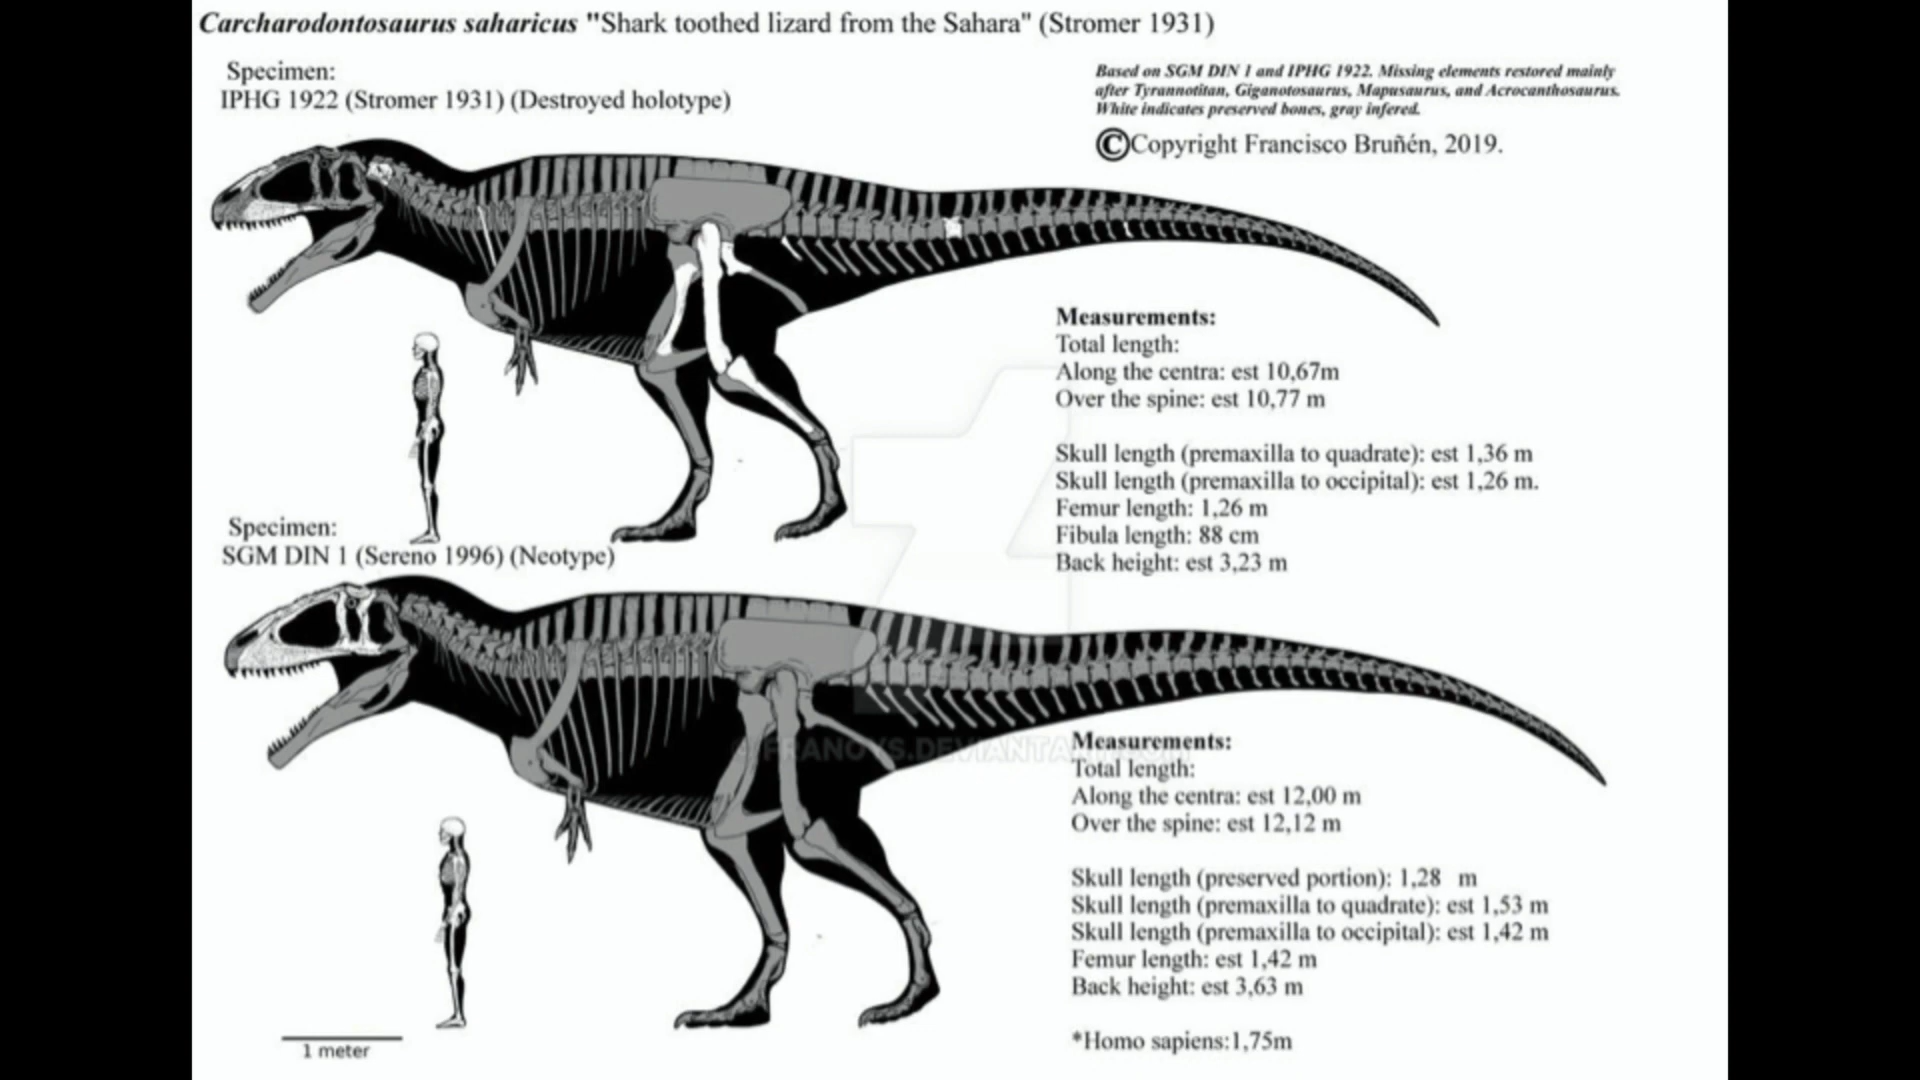 Carcharodontosaurus saharicus "Shark toothed lizard from the Sahara" (Stromer 1931)
Specimen:
IPHG 1922 (Stromer 1931) (Destroyed holotype)
Based on SGM DIN 1 and IPHG 1922. Missing elements restored mainly
after Tyrannotitan, Giganotosaurus, Mapusaurus, and Acrocanthosaurus.
White indicates preserved bones, gray infered.
©Copyright Francisco Bruñén, 2019.
Measurements:
Total length:
Along the centra: est 10,67m
Over the spine: est 10,77 m
Skull length (premaxilla to quadrate): est 1,36 m
Skull length (premaxilla to occipital): est 1,26 m.
Femur length: 1,26 m
Fibula length: 88 cm
Back height: est 3,23 m
Specimen:
SGM DIN 1 (Sereno 1996) (Neotype)
Measurements:
Total length:
Along the centra: est 12,00 m
Over the spine: est 12,12 m
Skull length (preserved portion): 1,28 m
Skull length (premaxilla to quadrate): est 1,53 m
Skull length (premaxilla to occipital): est 1,42 m
Femur length: est 1,42 m
Back height: est 3,63 m
*Homo sapiens:1,75m
1 meter